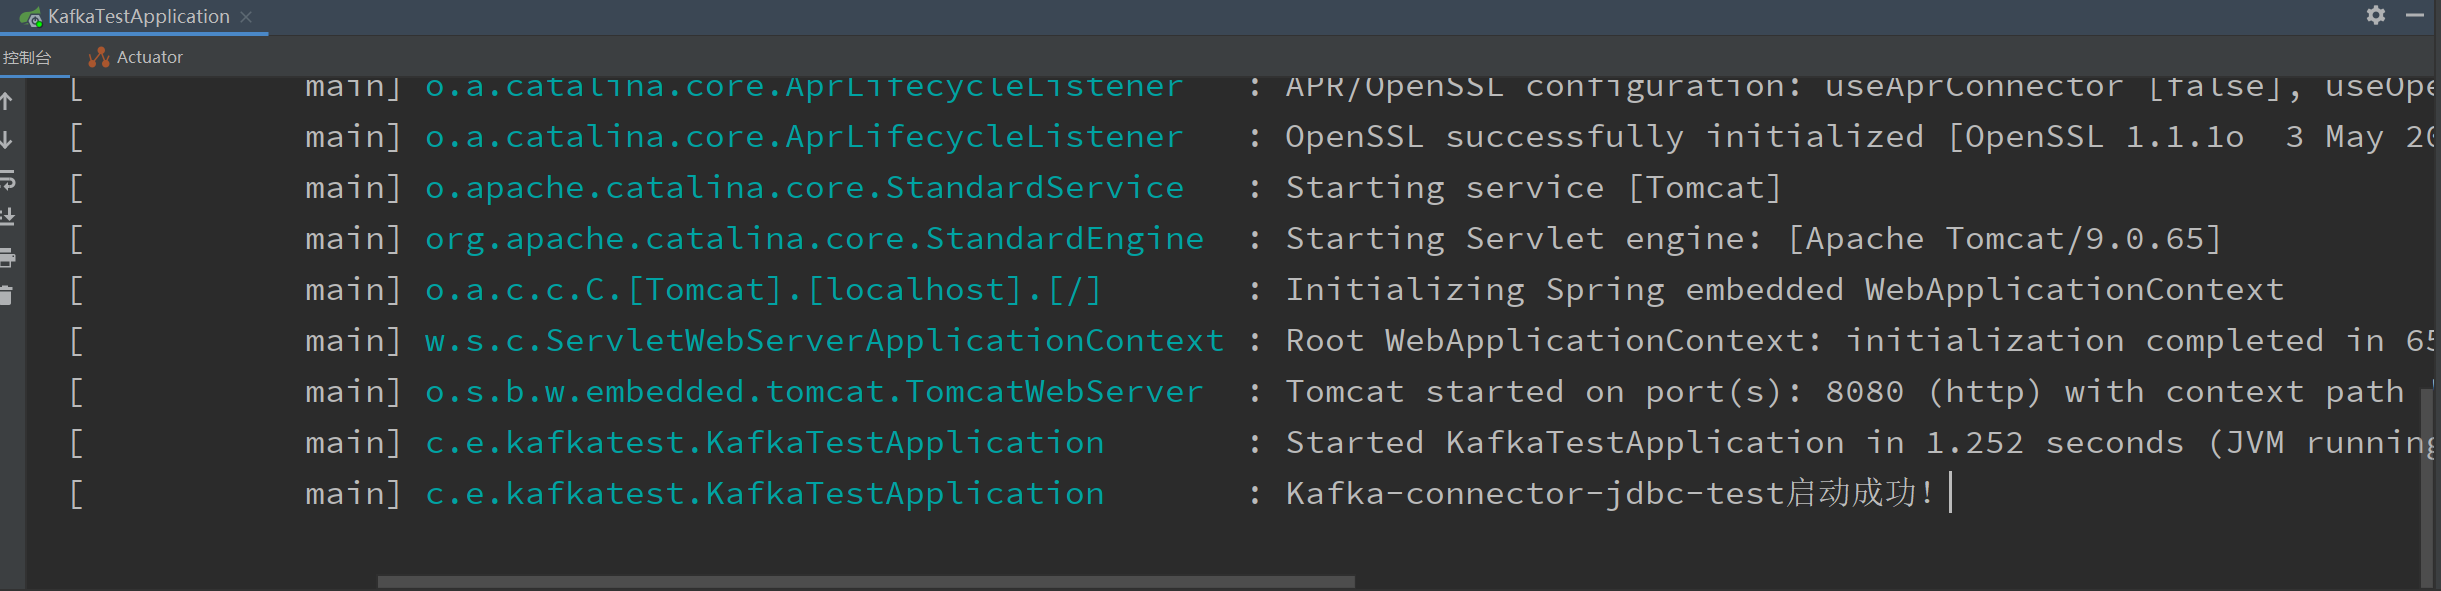 KafkaTestApplication
控制台 Actuator
[ main] o.a.catalina.core.AprLifecycleListener : APR/OpenSSL configuration: useAprConnector [false], useOpe
[ main] o.a.catalina.core.AprLifecycleListener : OpenSSL successfully initialized [OpenSSL 1.1.1o 3 May 20
[ main] o.apache.catalina.core.StandardService : Starting service [Tomcat]
[ main] org.apache.catalina.core.StandardEngine : Starting Servlet engine: [Apache Tomcat/9.0.65]
[ main] o.a.c.c.C.[Tomcat].[localhost].[/] : Initializing Spring embedded WebApplicationContext
[ main] w.s.c.ServletWebServerApplicationContext : Root WebApplicationContext: initialization completed in 65
[ main] o.s.b.w.embedded.tomcat.TomcatWebServer : Tomcat started on port(s): 8080 (http) with context path '
[ main] c.e.kafkatest.KafkaTestApplication : Started KafkaTestApplication in 1.252 seconds (JVM running
[ main] c.e.kafkatest.KafkaTestApplication : Kafka-connector-jdbc-test启动成功!